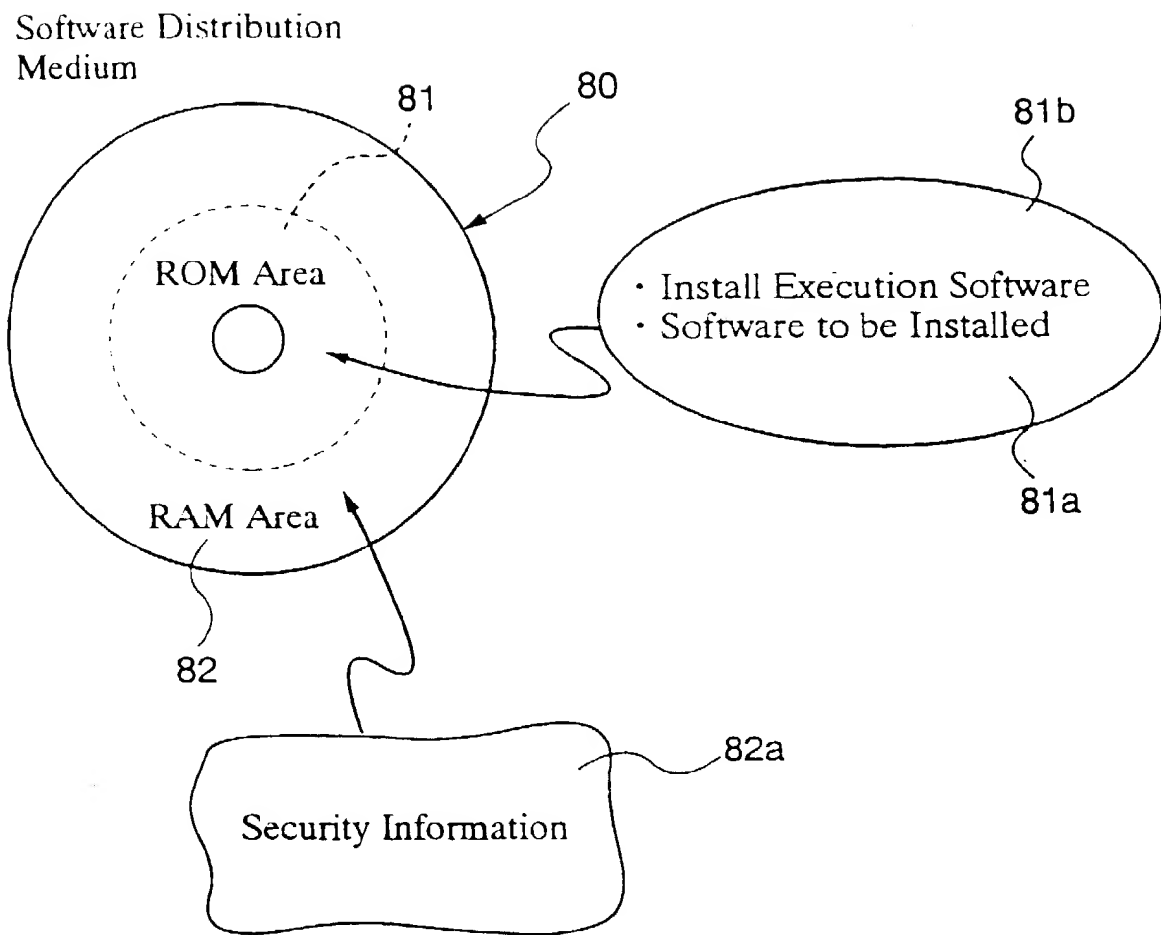 Software Distribution
Medium
81
80
81b
ROM Area
· Install Execution Software
· Software to be Installed
RAM Area
81a
82
82a
Security Information